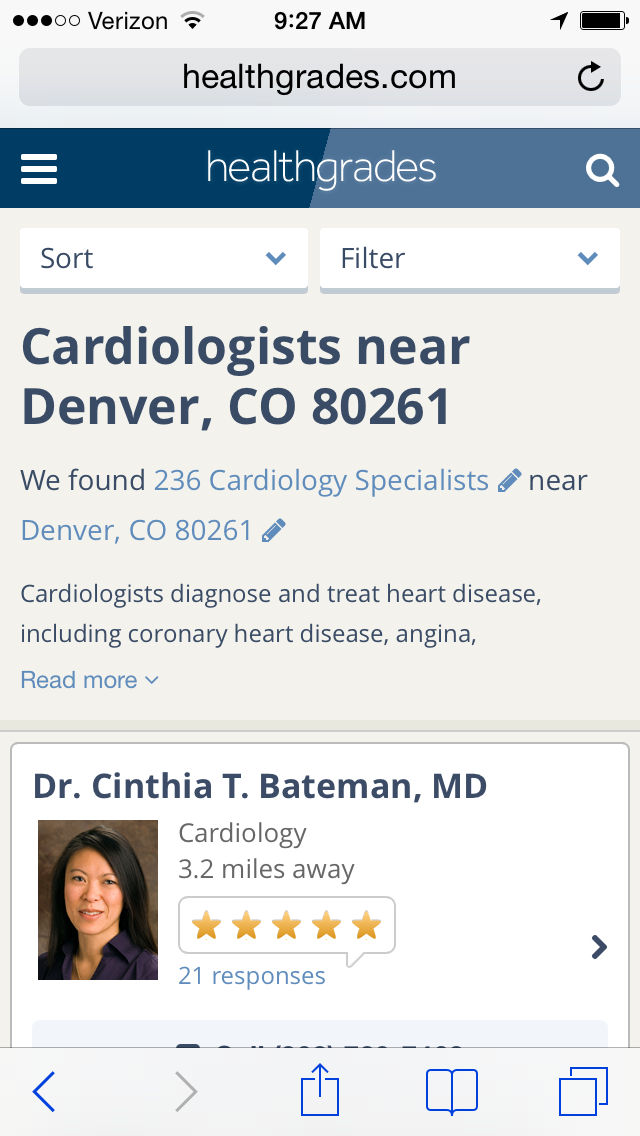 Verizon 9:27 AM
healthgrades.com
healthgrades
Sort Filter
Cardiologists near
Denver, CO 80261
We found 236 Cardiology Specialists near
Denver, CO 80261
Cardiologists diagnose and treat heart disease,
including coronary heart disease, angina,
Read more
Dr. Cinthia T. Bateman, MD
Cardiology
3.2 miles away
21 responses
Call